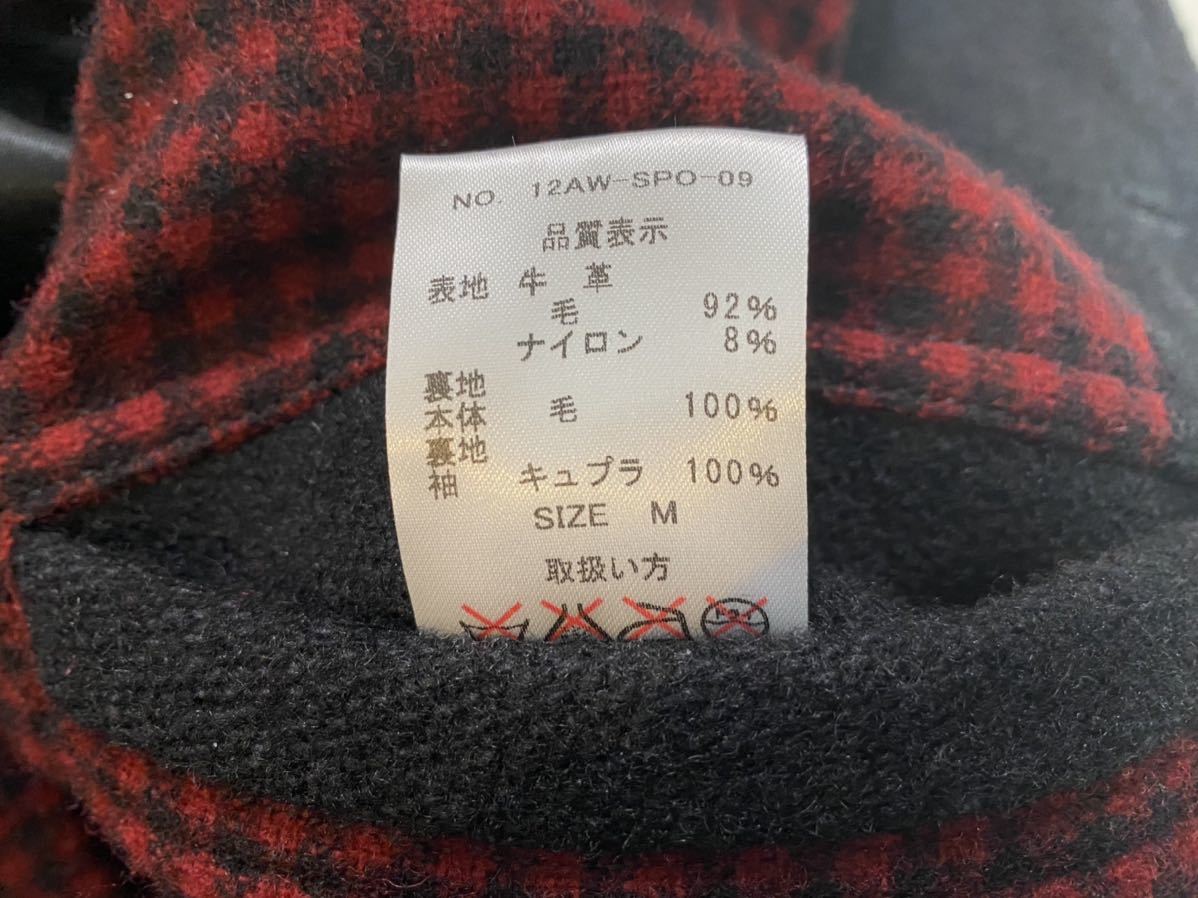 NO. 12AW-SPO-09
品質表示
表地 牛 革
毛 92%
ナイロン 8%
裏地
本体 毛 100%
裏地
袖 キュプラ 100%
SIZE M
取扱い方